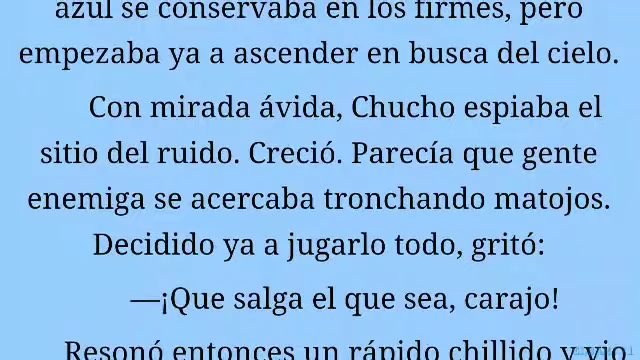 azul se conservaba en los firmes, pero
empezaba ya a ascender en busca del cielo.
Con mirada ávida, Chucho espiaba el
sitio del ruido. Creció. Parecía que gente
enemiga se acercaba tronchando matojos.
Decidido ya a jugarlo todo, gritó:
—¡Que salga el que sea, carajo!
Resonó entonces un rápido chillido y vio